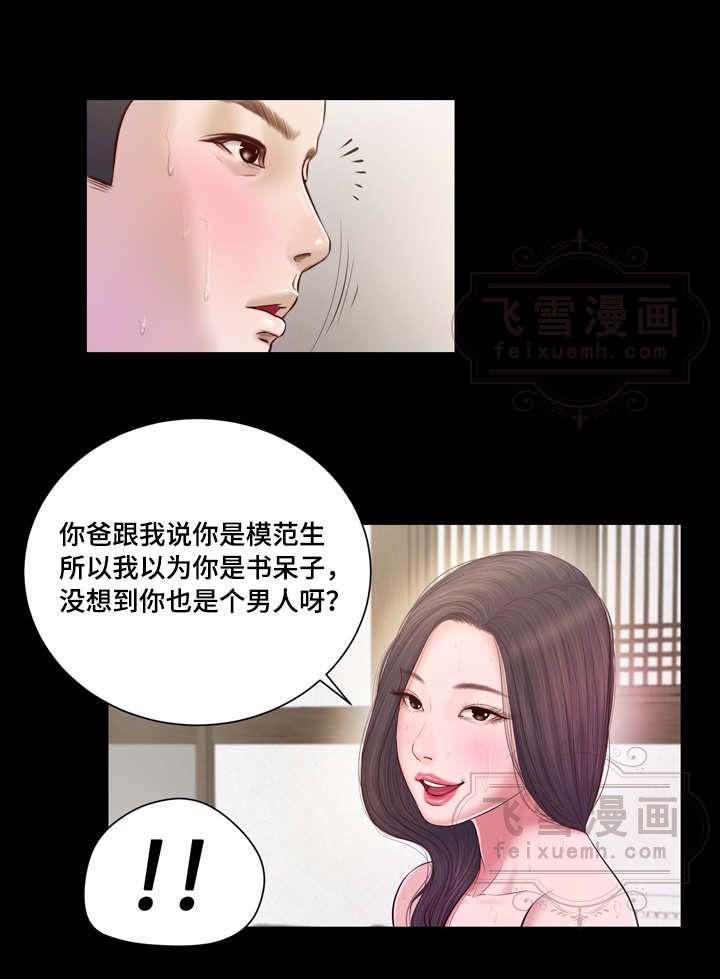 飞雪漫画
feixuemh.com
你爸跟我说你是模范生
所以我以为你是书呆子，
没想到你也是个男人呀？
飞雪漫画
feixuemh.com
！！